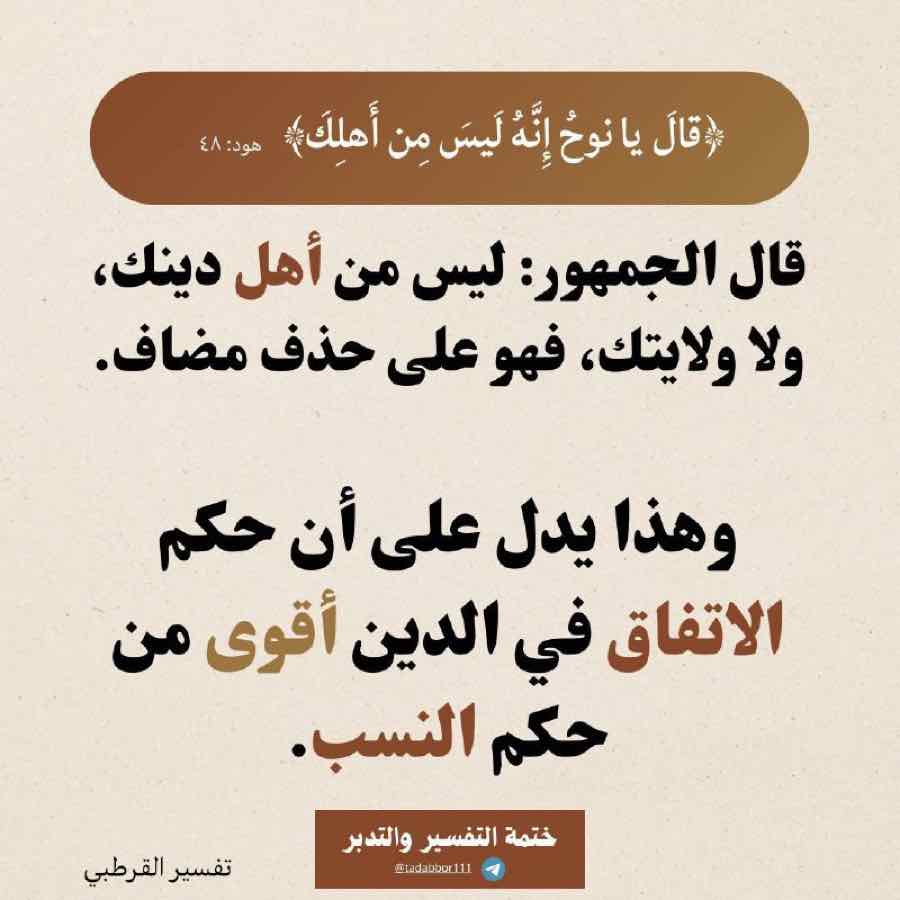 ﴿قالَ يا نوحُ إِنَّهُ لَيسَ مِن أَهلِكَ﴾ هود: ٤٨
قال الجمهور: ليس من أهل دينك،
ولا ولايتك، فهو على حذف مضاف.
وهذا يدل على أن حكم
الاتفاق في الدين أقوى من
حكم النسب.
ختمة التفسير والتدبر
@tadabbor111
تفسير القرطبي